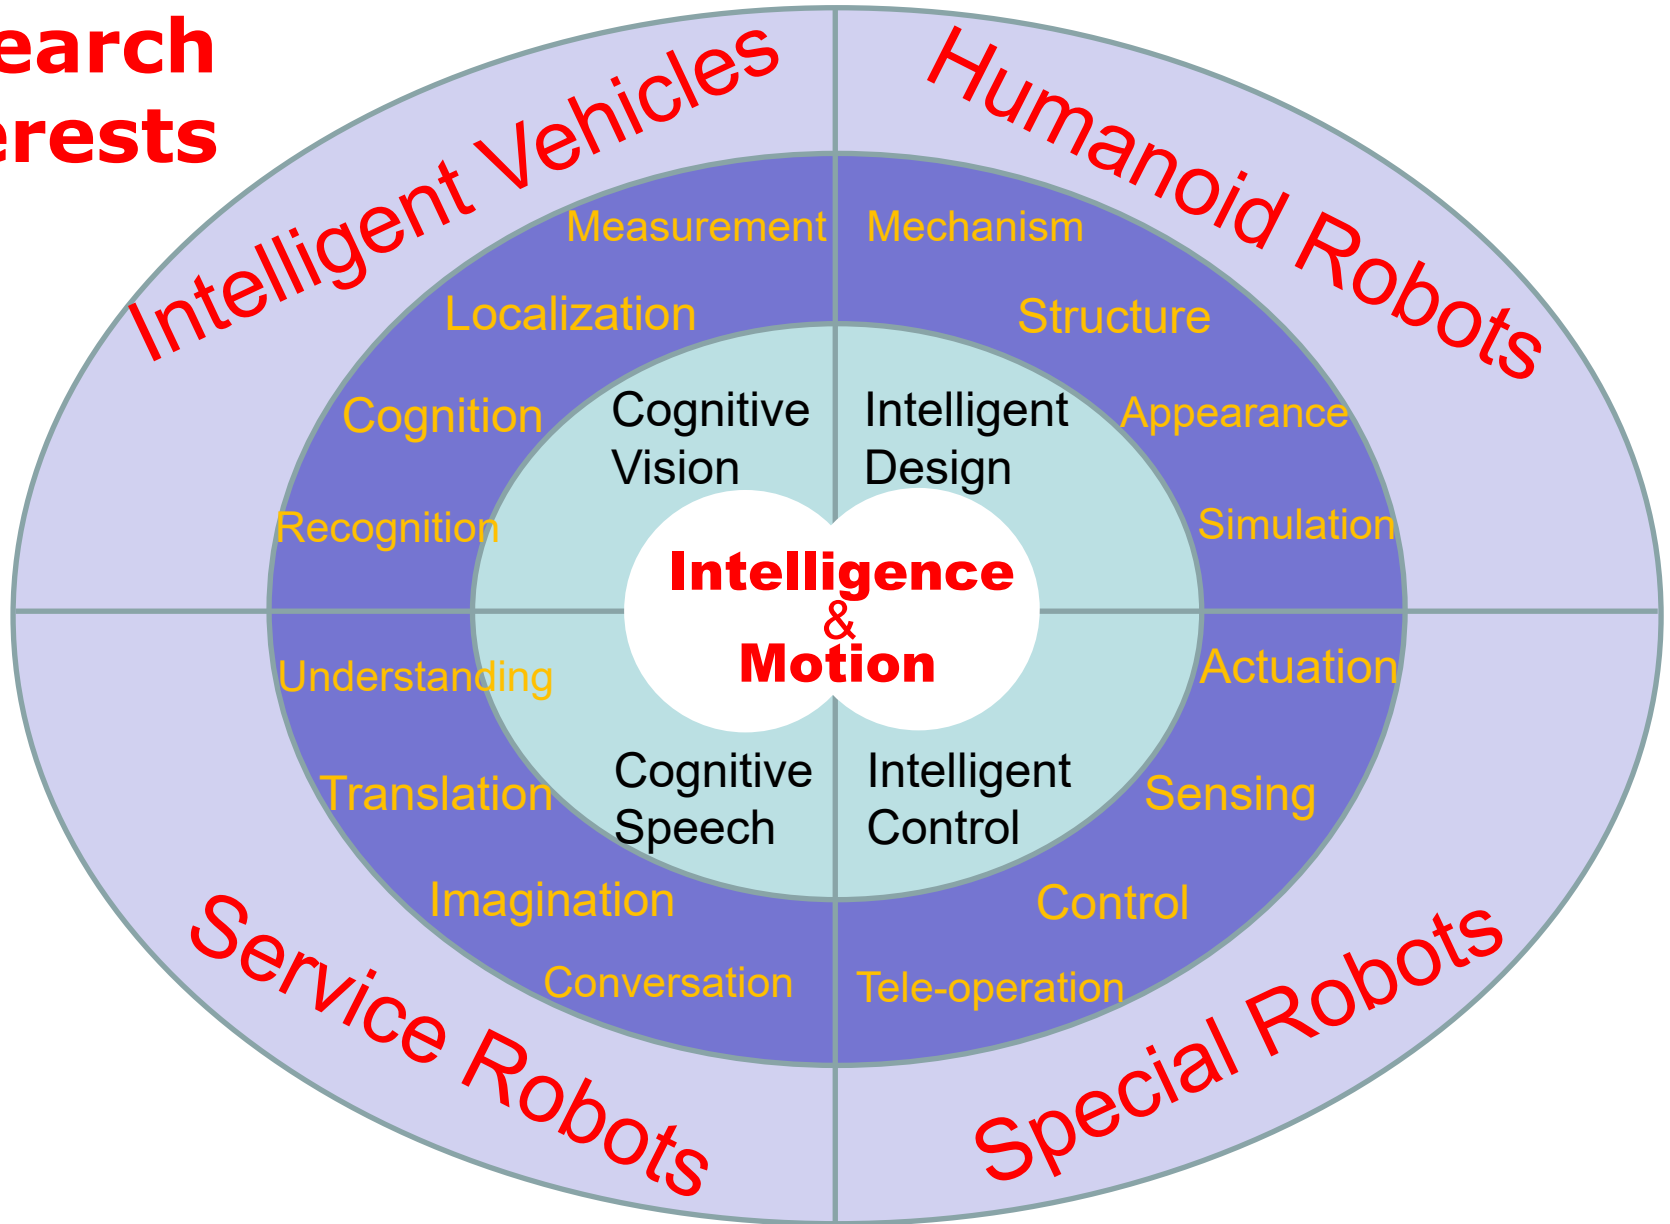 earch
erests
Intelligent Vehicles
Humanoid Robots
Measurement
Mechanism
Localization
Structure
Cognition
Cognitive
Vision
Intelligent
Design
Appearance
Recognition
Simulation
Intelligence
&
Motion
Understanding
Actuation
Translation
Cognitive
Speech
Intelligent
Control
Sensing
Imagination
Control
Conversation
Tele-operation
Service Robots
Special Robots